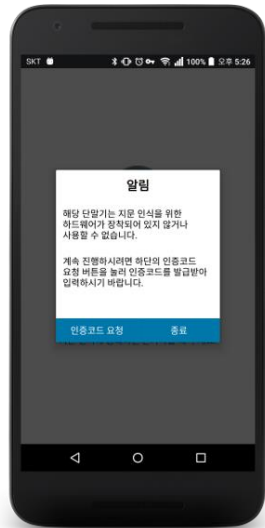 SKT 100% 오후 5:26
알림
해당 단말기는 지문 인식을 위한
하드웨어가 장착되어 있지 않거나
사용할 수 없습니다.
계속 진행하시려면 하단의 인증코드
요청 버튼을 눌러 인증코드를 발급받아
입력하시기 바랍니다.
인증코드 요청 종료